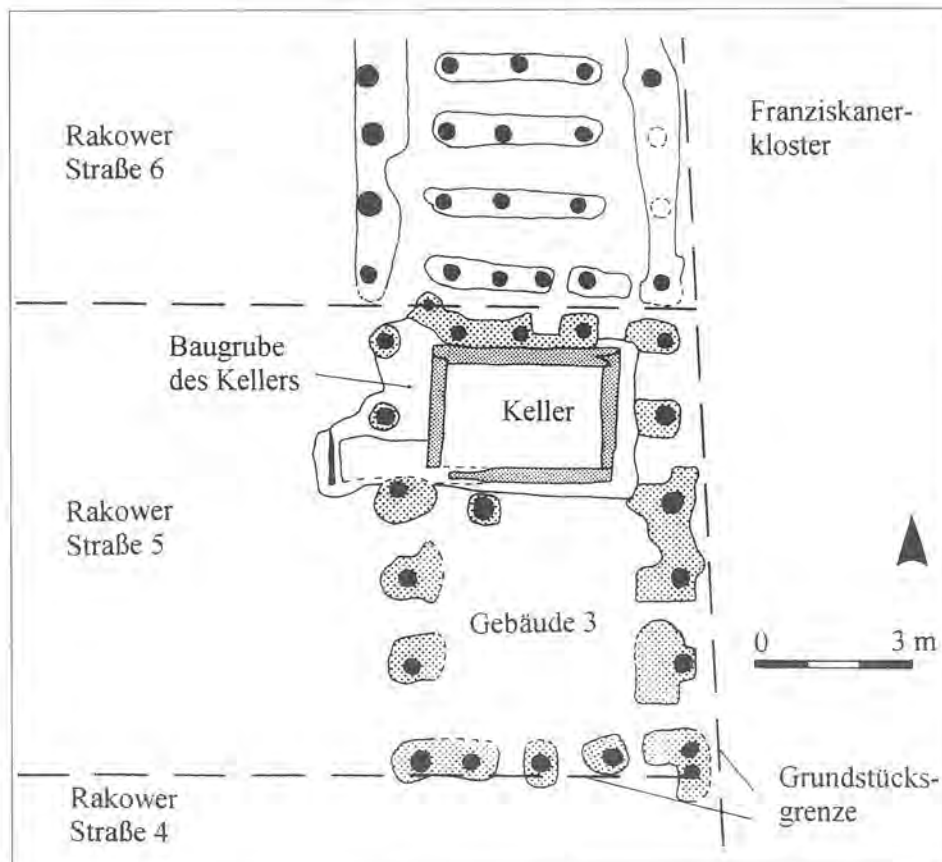 Rakower
Straße 6
Franziskaner-
kloster
Baugrube
des Kellers
Keller
Rakower
Straße 5
Gebäude 3
0 3 m
Grundstücks-
grenze
Rakower
Straße 4